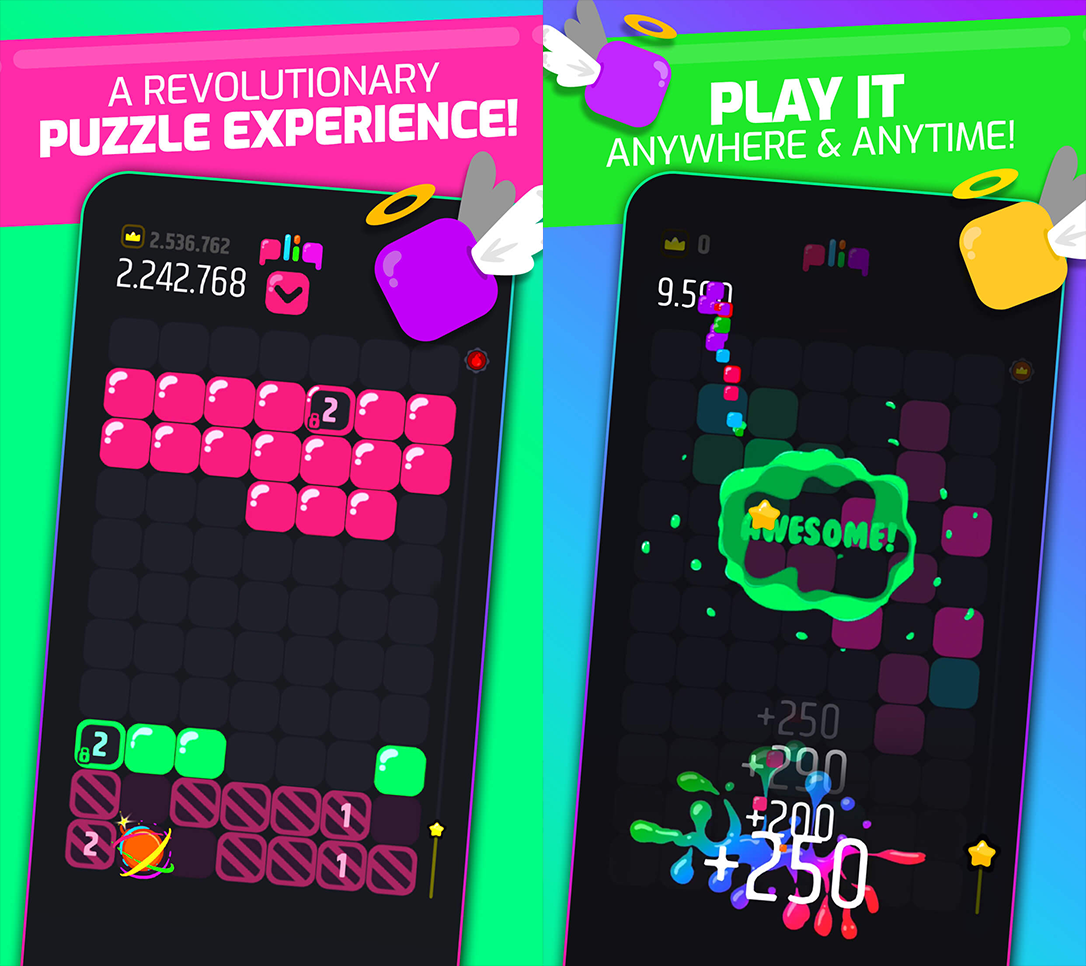 A REVOLUTIONARY
PUZZLE EXPERIENCE!
2.536.762
2.242.768
pliq
2
2
1
2
1
PLAY IT
ANYWHERE & ANYTIME!
0
pliq
AWESOME!
+250
+290
+200
+250